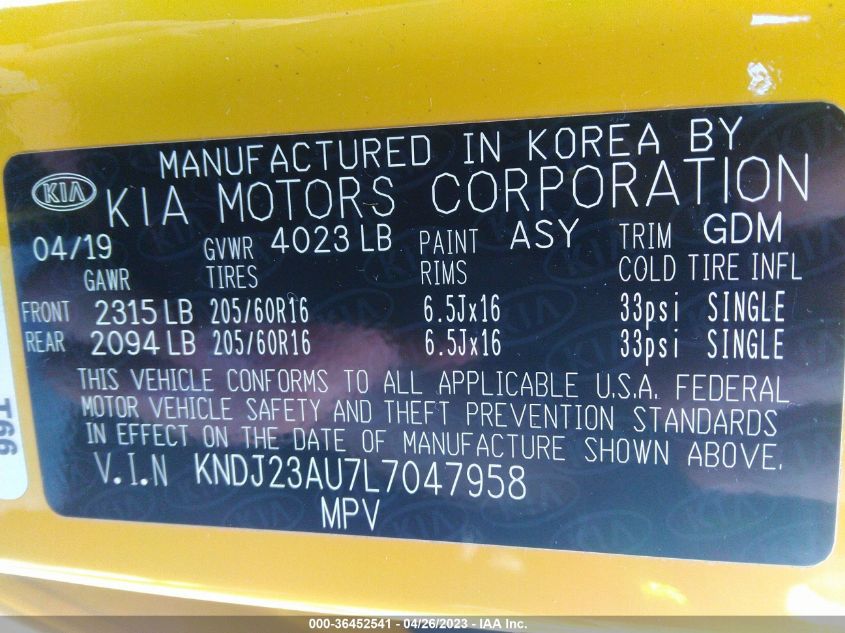 MANUFACTURED IN KOREA BY
KIA KIA MOTORS CORPORATION
04/19 GVWR 4023 LB PAINT ASY TRIM GDM
GAWR TIRES RIMS COLD TIRE INFL
FRONT 2315 LB 205/60R16 6.5Jx16 33psi SINGLE
REAR 2094 LB 205/60R16 6.5Jx16 33psi SINGLE
THIS VEHICLE CONFORMS TO ALL APPLICABLE U.S.A. FEDERAL
MOTOR VEHICLE SAFETY AND THEFT PREVENTION STANDARDS
IN EFFECT ON THE DATE OF MANUFACTURE SHOWN ABOVE.
V.I.N KNDJ23AU7L7047958
MPV
000-36452541 - 04/26/2023 - IAA Inc.